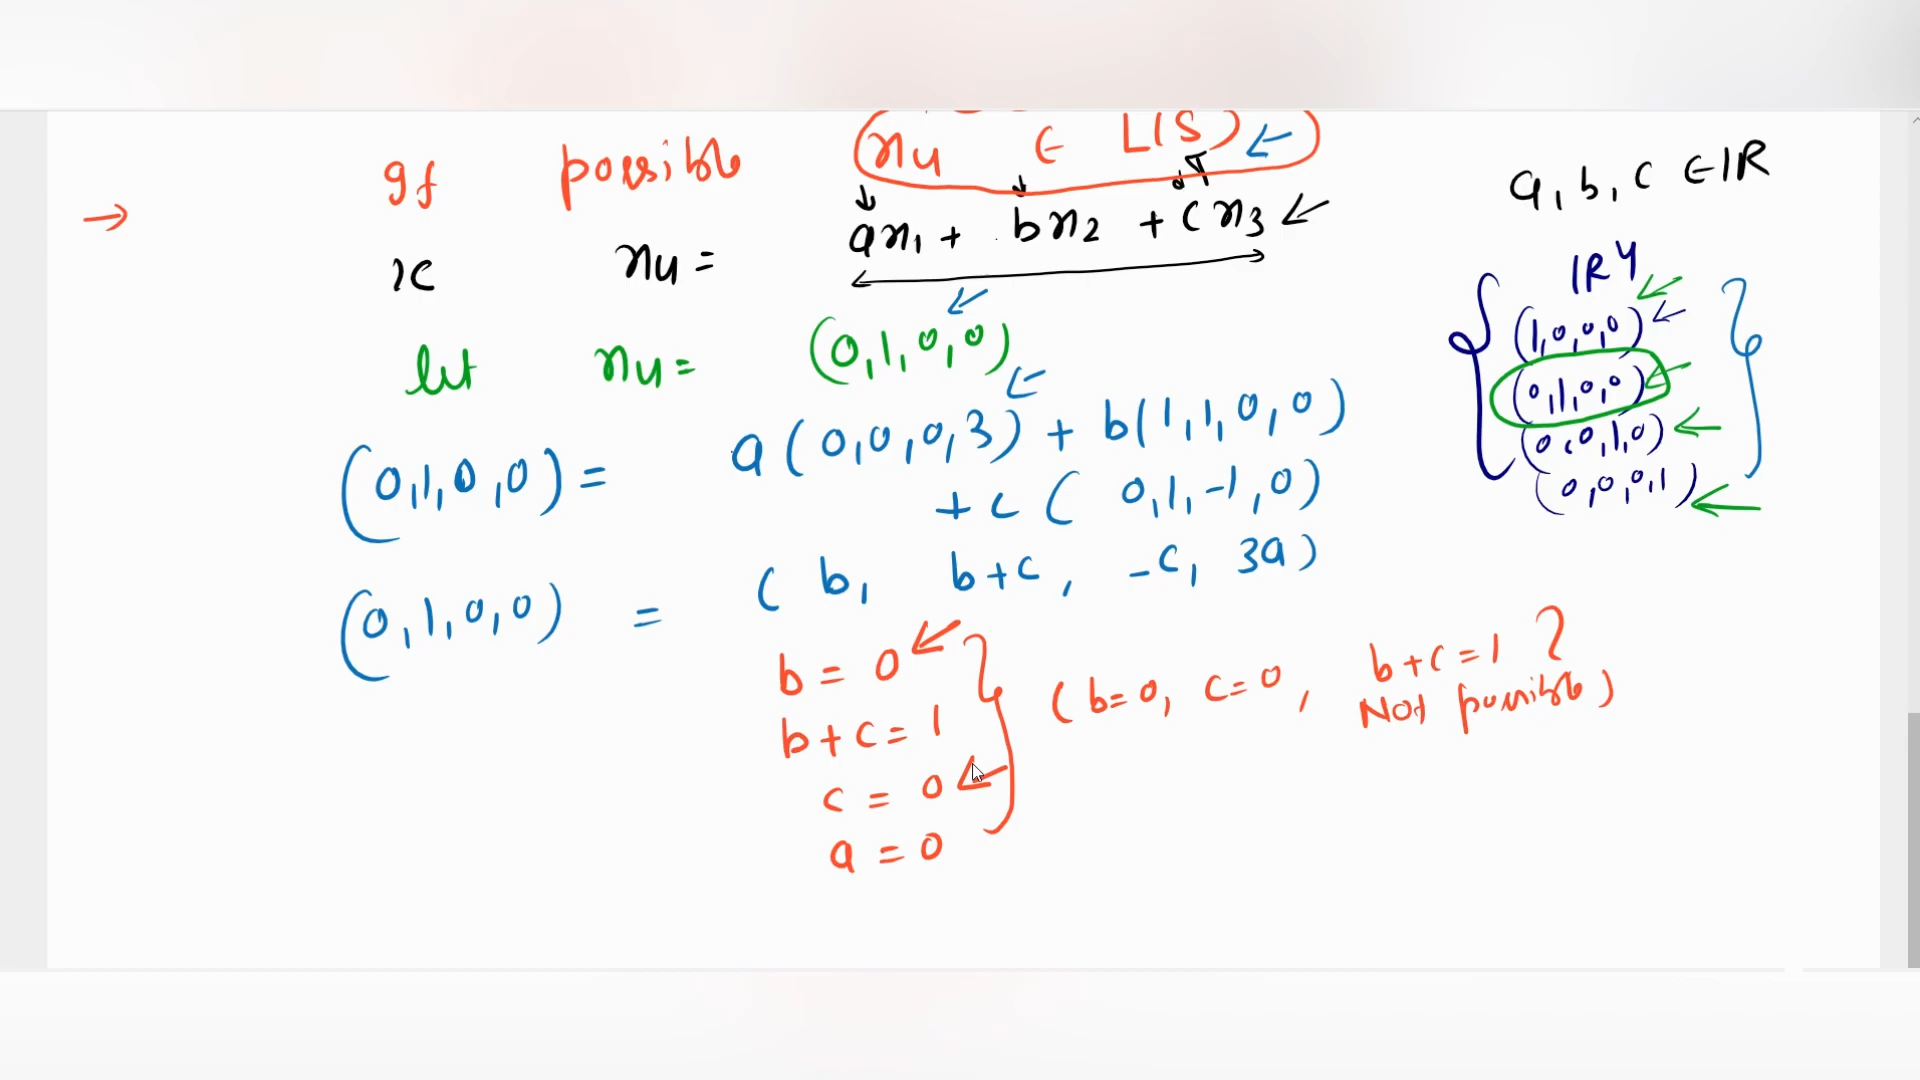 If possible x4 ∈ L(S)
ie x4 = ax1 + bx2 + cx3
a, b, c ∈ IR
let x4 = (0,1,0,0)
(0,1,0,0) = a(0,0,0,3) + b(1,1,0,0)
+ c(0,1,-1,0)
(0,1,0,0) = (b, b+c, -c, 3a)
b = 0
b+c = 1
c = 0
a = 0
(b=0, c=0, b+c=1
Not possible)
IR4
{ (1,0,0,0)
(0,1,0,0)
(0,0,1,0)
(0,0,0,1) }